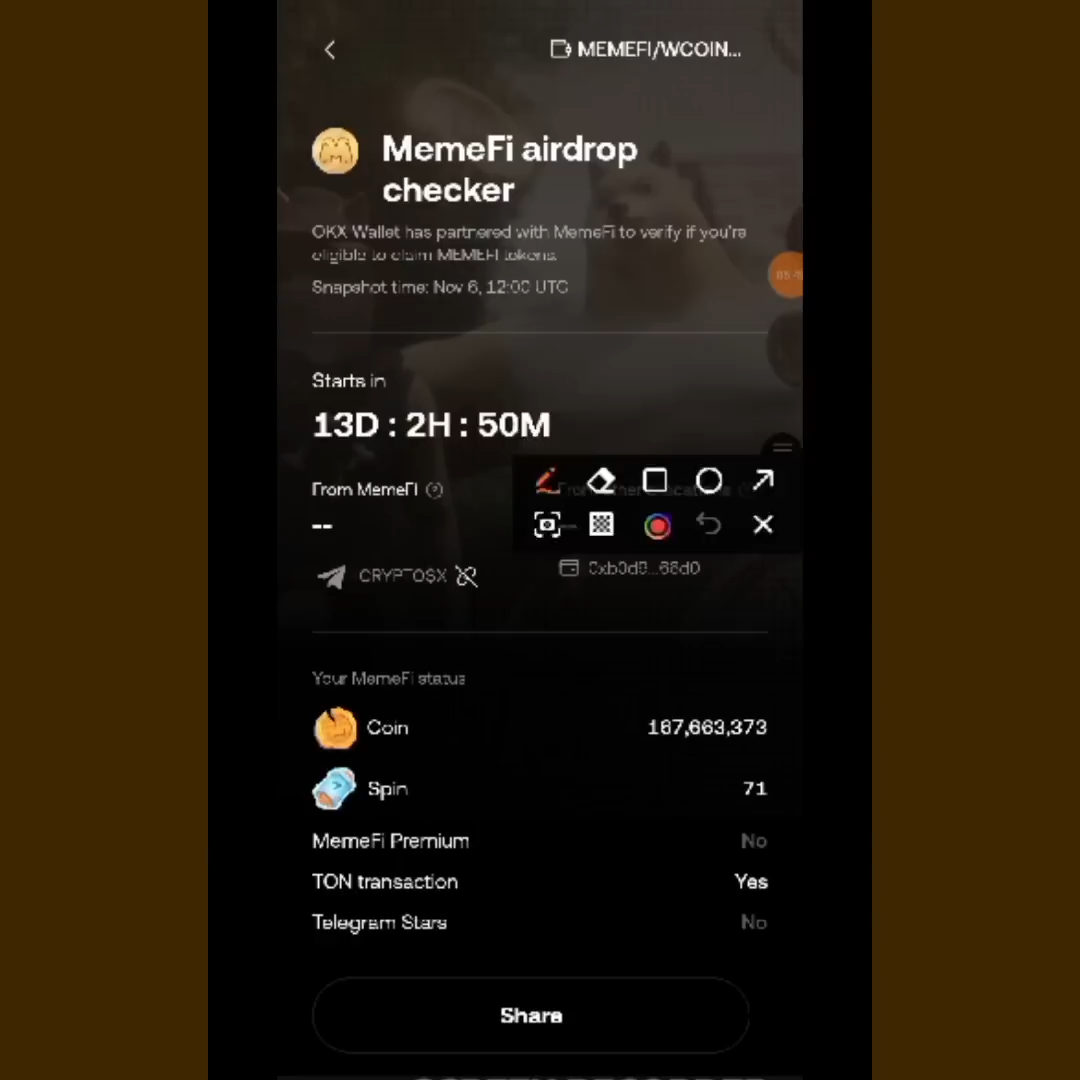 MEMEFI/WCOIN...
MemeFi airdrop
checker
OKX Wallet has partnered with MemeFi to verify if you're
eligible to claim MEMEFI tokens.
Snapshot time: Nov 6, 12:00 UTC
Starts in
13D : 2H : 50M
From MemeFi
--
CRYPTOSX
Your MemeFi status
Coin 167,663,373
Spin 71
MemeFi Premium No
TON transaction Yes
Telegram Stars No
Share